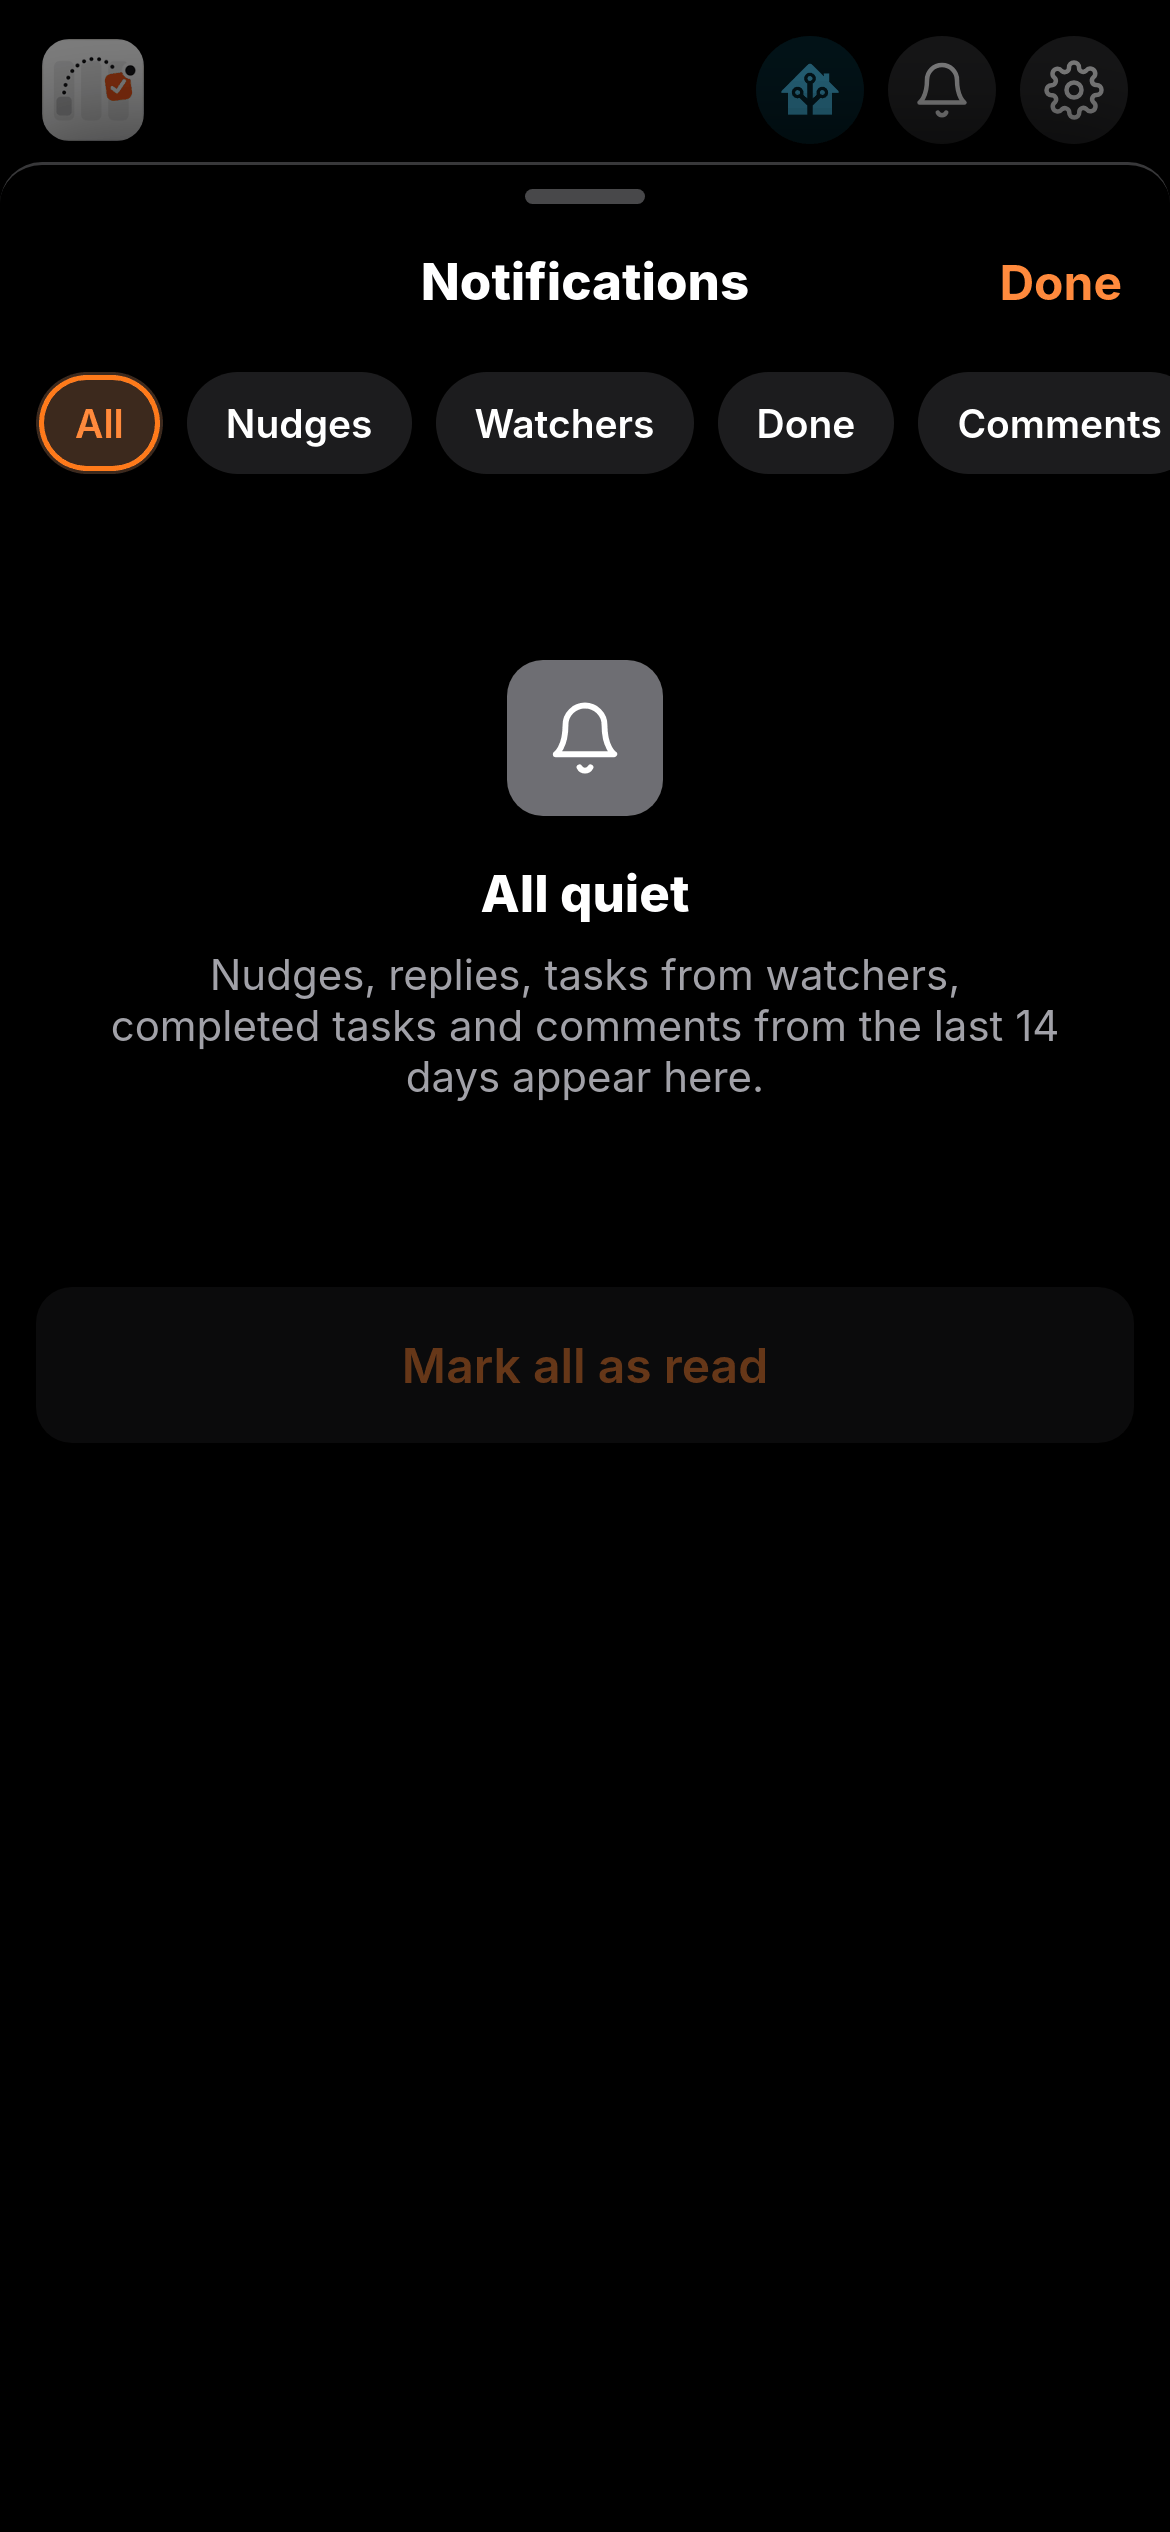 Notifications
Done
All
Nudges
Watchers
Done
Comments
All quiet
Nudges, replies, tasks from watchers,
completed tasks and comments from the last 14
days appear here.
Mark all as read